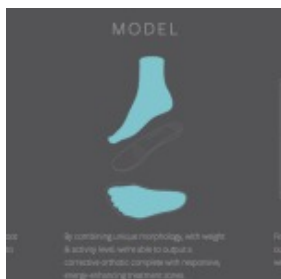 MODEL
By combining unique morphology, with weight
& activity level, we're able to output a
corrective orthotic complete with responsive,
energy-enhancing treatment zones.